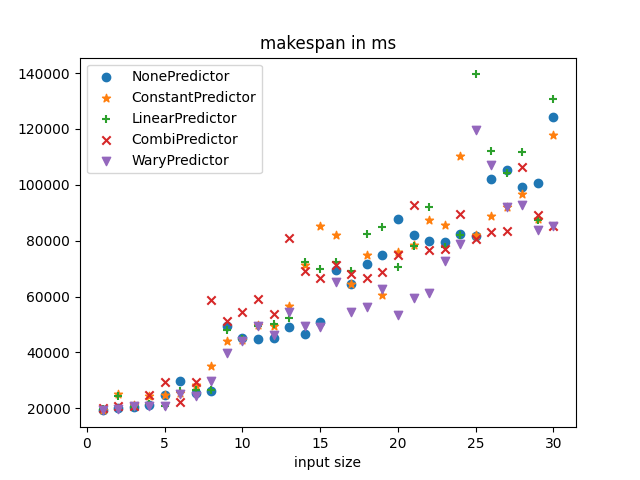 makespan in ms
140000
120000
100000
80000
60000
40000
20000
NonePredictor
ConstantPredictor
LinearPredictor
CombiPredictor
WaryPredictor
0 5 10 15 20 25 30
input size